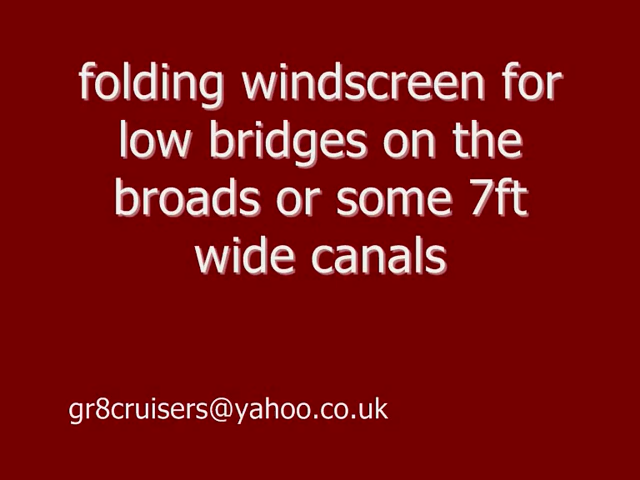 folding windscreen for
low bridges on the
broads or some 7ft
wide canals
gr8cruisers@yahoo.co.uk